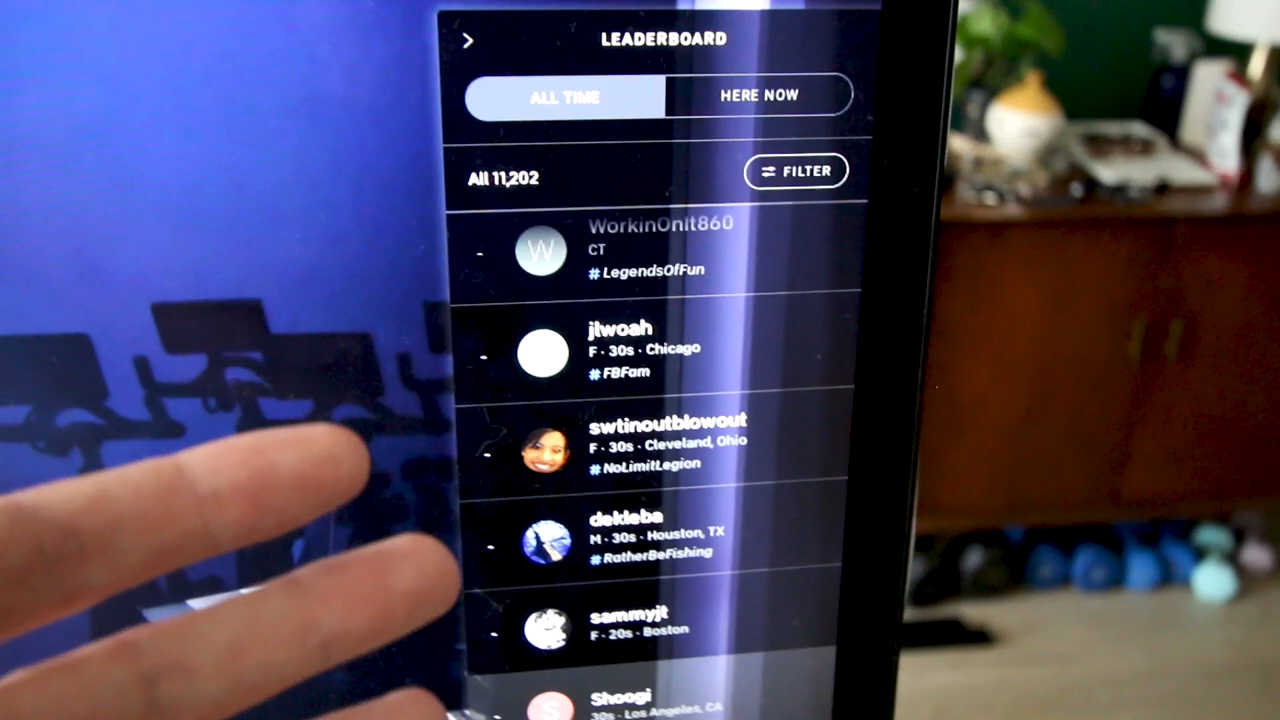 LEADERBOARD
ALL TIME
HERE NOW
All 11,202
FILTER
W
WorkinOnIt860
CT
# LegendsOfFun
jlwoah
F · 30s · Chicago
# FBFam
swtinoutblowout
F · 30s · Cleveland, Ohio
# NoLimitLegion
dekleba
M · 30s · Houston, TX
# RatherBeFishing
sammyjt
F · 20s · Boston
S
Shoogi
30s · Los Angeles, CA